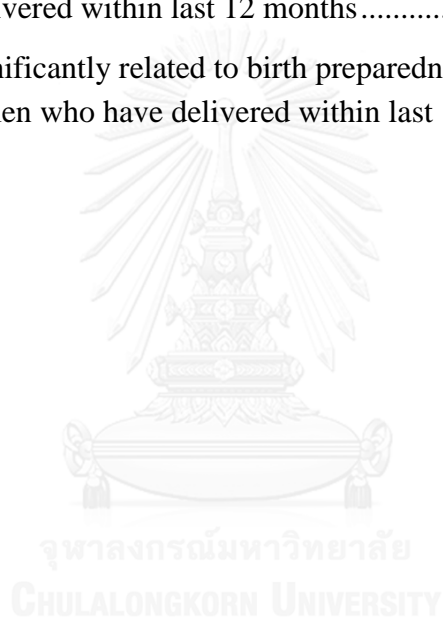 ivered within last 12 months...........
nificantly related to birth preparedn
en who have delivered within last
จุฬาลงกรณ์มหาวิทยาลัย
CHULALONGKORN UNIVERSITY